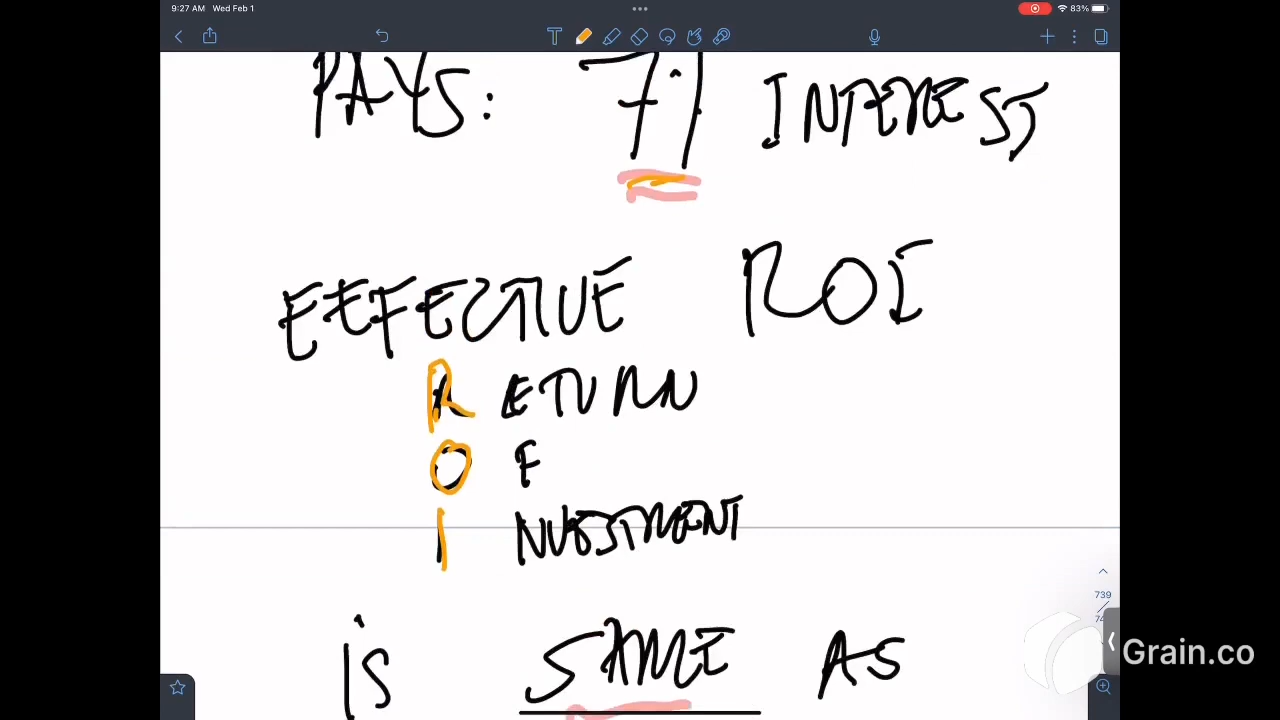 9:27 AM Wed Feb 1
83%
PAYS: 7% INTEREST
EFFECTIVE ROI
RETURN
OF
INVESTMENT
739
IS SAME AS
Grain.co